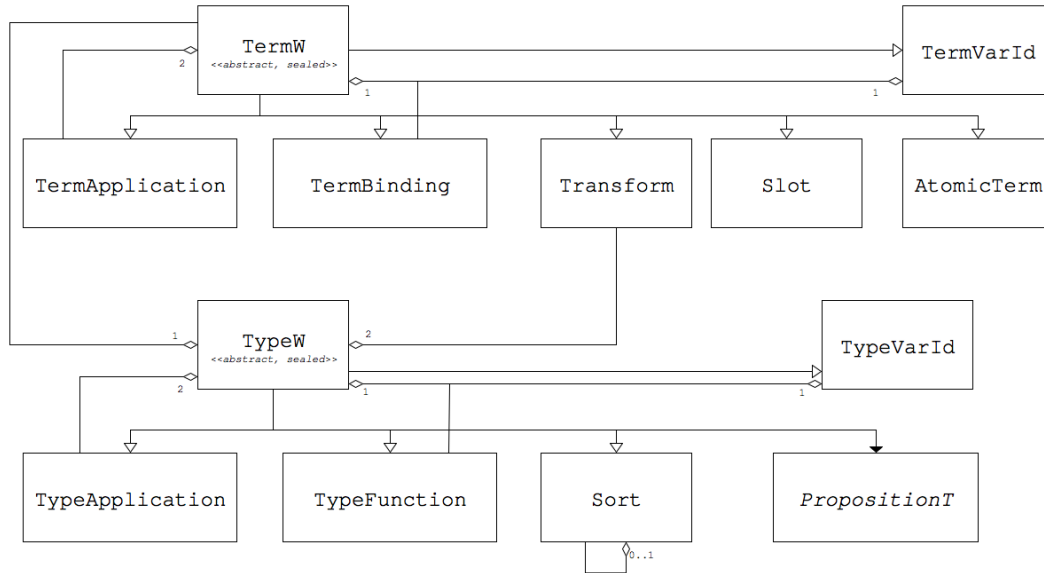 TermW
<<abstract, sealed>>
2
1
1
TermVarId
TermApplication
TermBinding
Transform
Slot
AtomicTerm
TypeW
<<abstract, sealed>>
1
2
2
1
1
TypeVarId
TypeApplication
TypeFunction
Sort
PropositionT
0..1